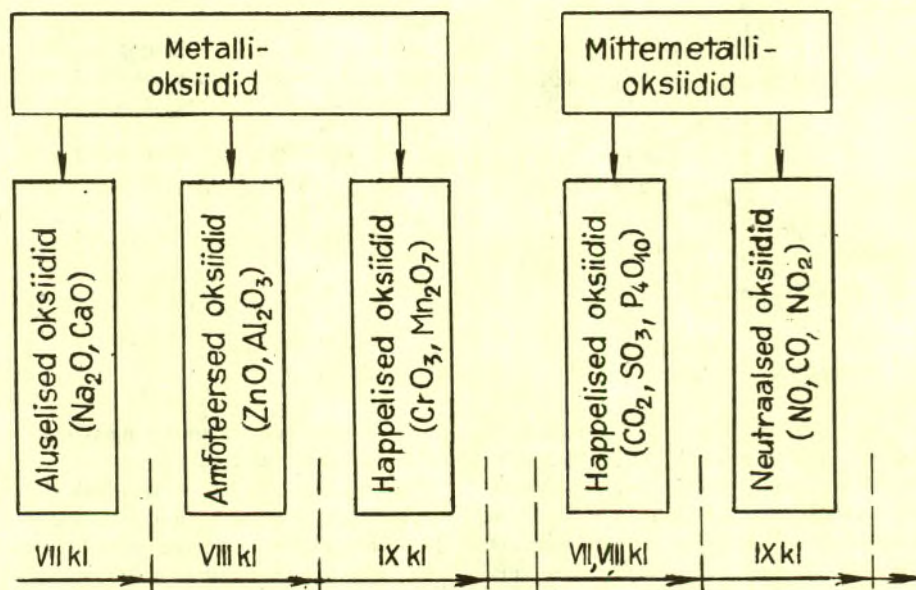 Metalli-
oksiidid
Mittemetalli-
oksiidid
Aluselised oksiidid
(Na₂O, CaO)
Amfoteersed oksiidid
(ZnO, Al₂O₃)
Happelised oksiidid
(CrO₃, Mn₂O₇)
Happelised oksiidid
(CO₂, SO₃, P₄O₁₀)
Neutraalsed oksiidid
(NO, CO, NO₂)
VII kl
VIII kl
IX kl
VII, VIII kl
IX kl